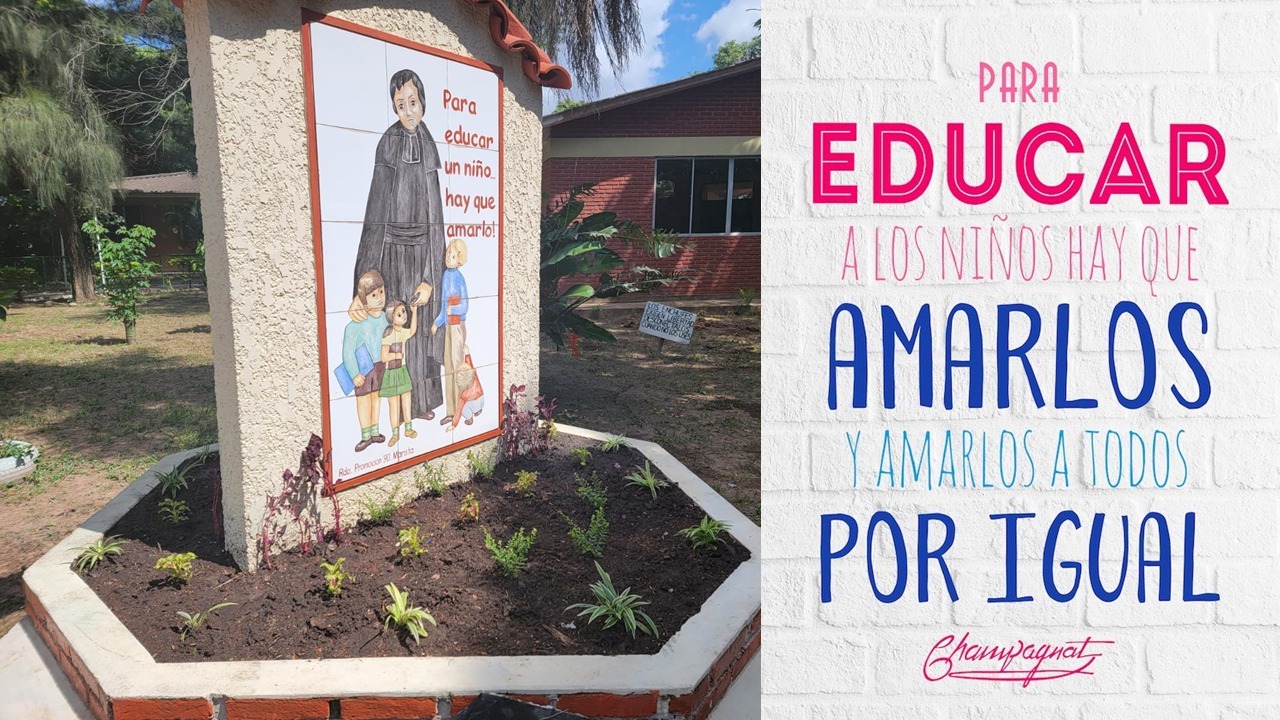 Para
educar
un niño
hay que
amarlo!
Rdo. Promoción 90 Marista
PARA
EDUCAR
A LOS NIÑOS HAY QUE
AMARLOS
Y AMARLOS A TODOS
POR IGUAL
Champagnat